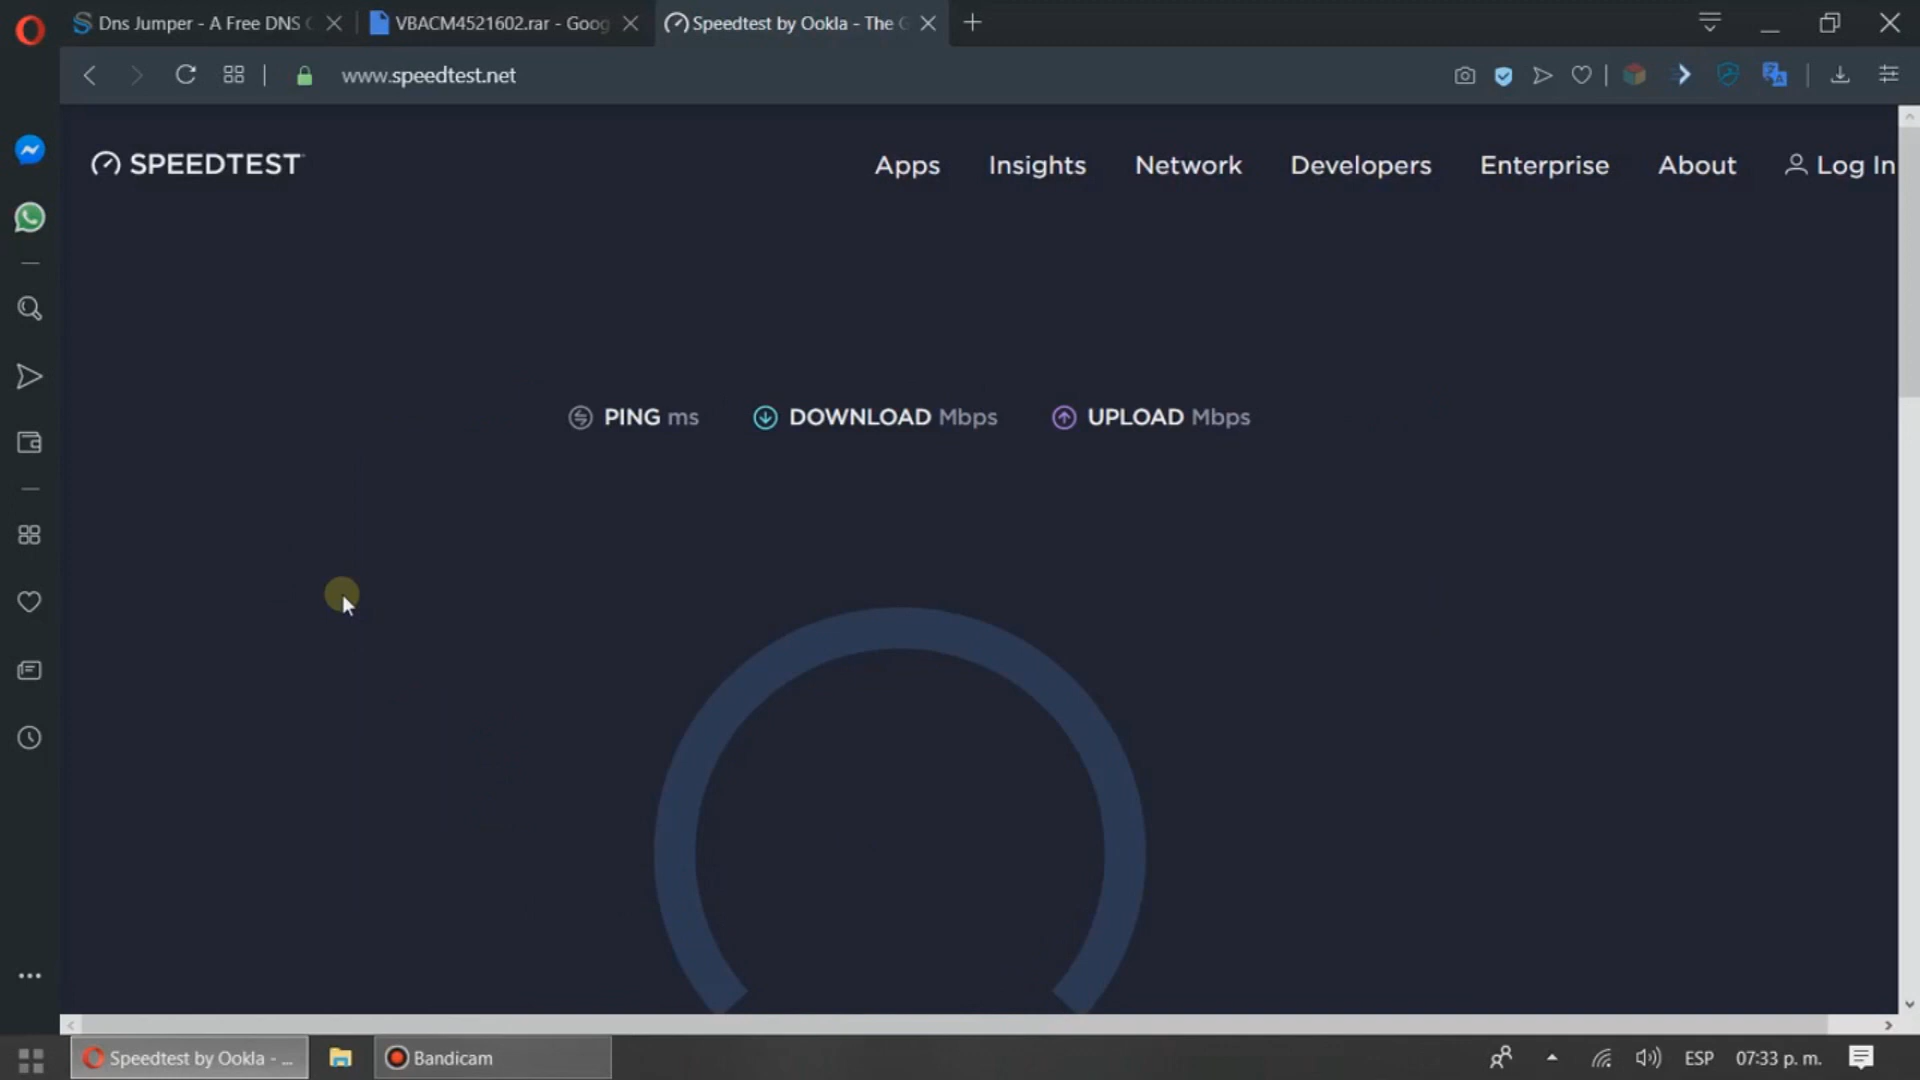 Dns Jumper - A Free DNS C
VBACM4521602.rar - Goog
Speedtest by Ookla - The G
www.speedtest.net
SPEEDTEST
Apps
Insights
Network
Developers
Enterprise
About
Log In
PING ms
DOWNLOAD Mbps
UPLOAD Mbps
Speedtest by Ookla - ...
Bandicam
ESP
07:33 p. m.